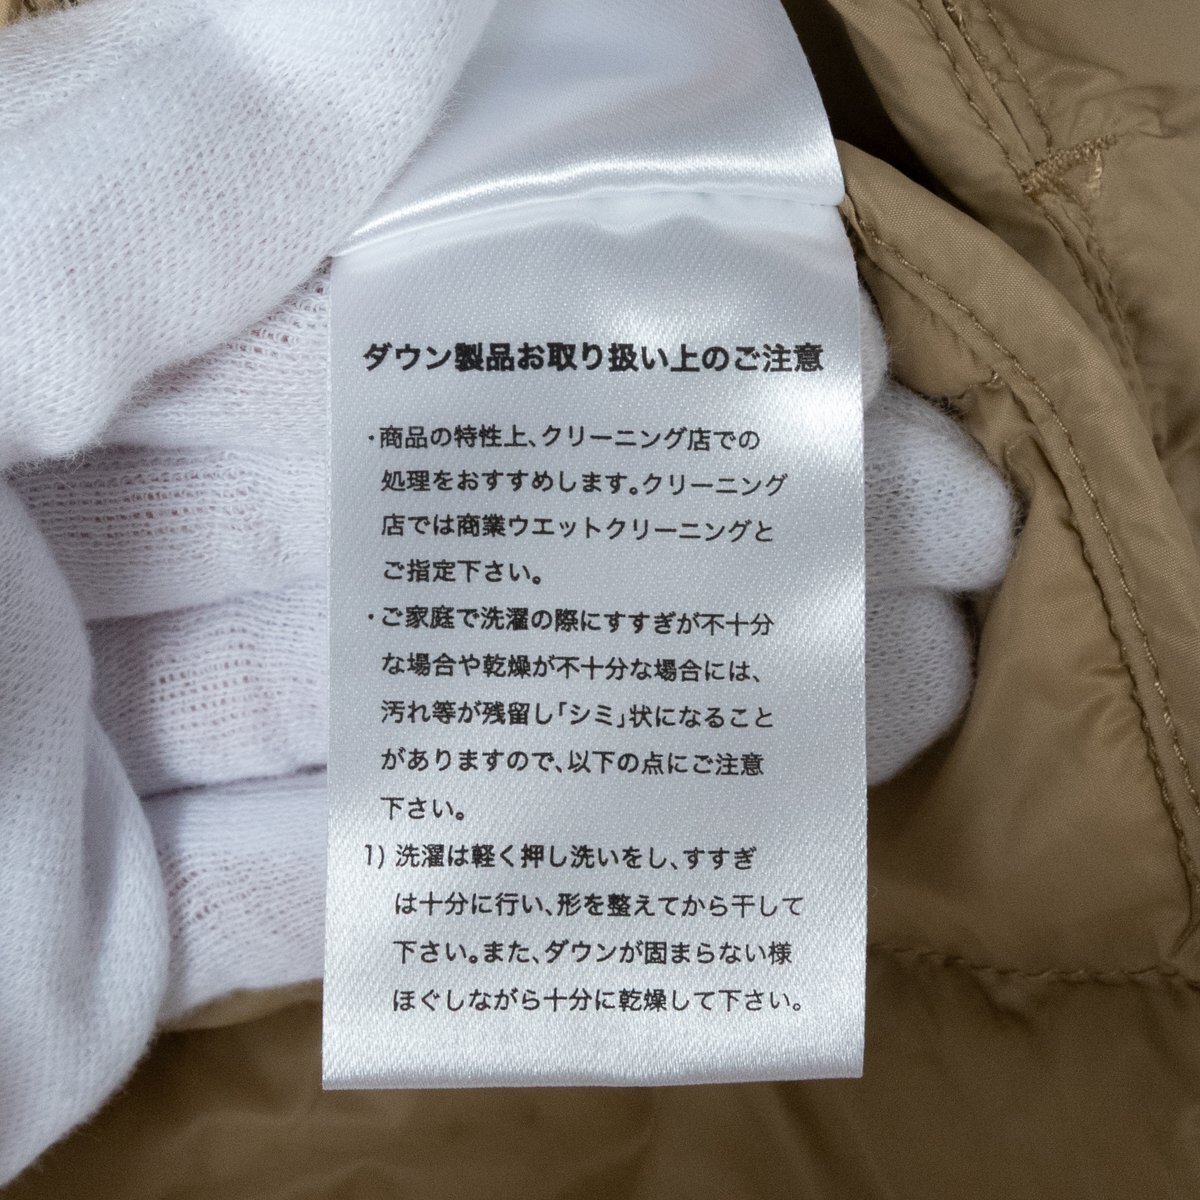 ダウン製品お取り扱い上のご注意
・商品の特性上、クリーニング店での
処理をおすすめします。クリーニング
店では商業ウエットクリーニングと
ご指定下さい。
・ご家庭で洗濯の際にすすぎが不十分
な場合や乾燥が不十分な場合には、
汚れ等が残留し「シミ」状になること
がありますので、以下の点にご注意
下さい。
1) 洗濯は軽く押し洗いをし、すすぎ
は十分に行い、形を整えてから干して
下さい。また、ダウンが固まらない様
ほぐしながら十分に乾燥して下さい。